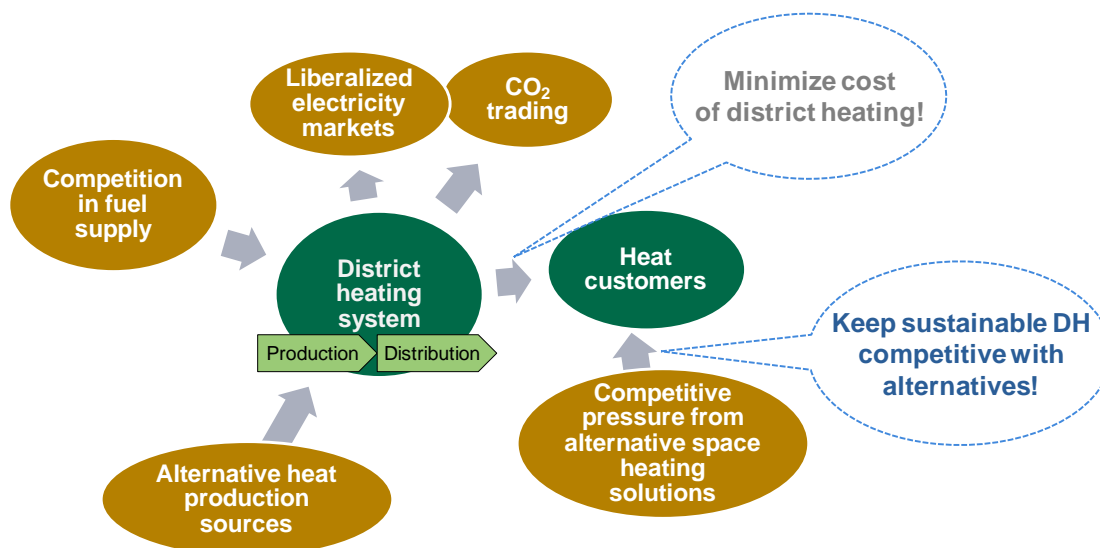 Liberalized
electricity
markets
CO2
trading
Minimize cost
of district heating!
Competition
in fuel
supply
District
heating
system
Heat
customers
Production
Distribution
Keep sustainable DH
competitive with
alternatives!
Competitive
pressure from
alternative space
heating
solutions
Alternative heat
production
sources